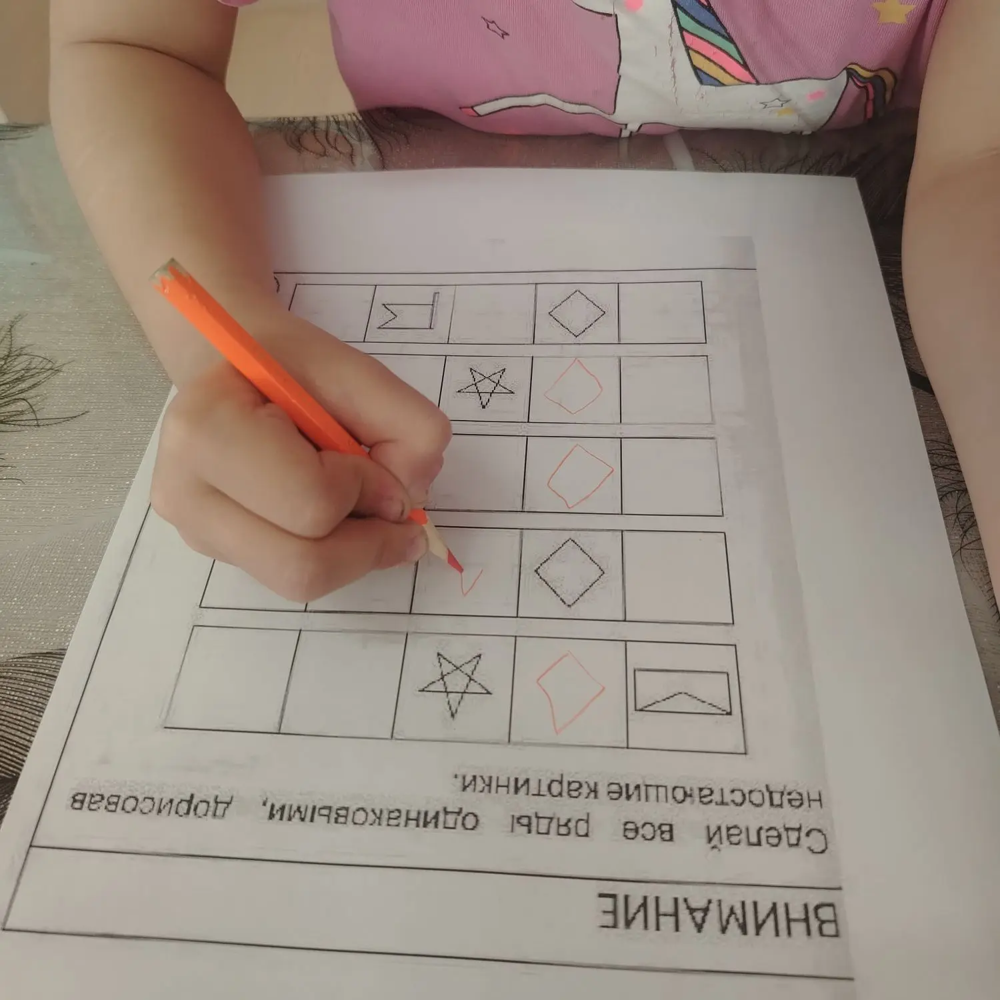 ВНИМАНИЕ
Сделай все ряды одинаковыми, дорисовав
недостающие картинки.